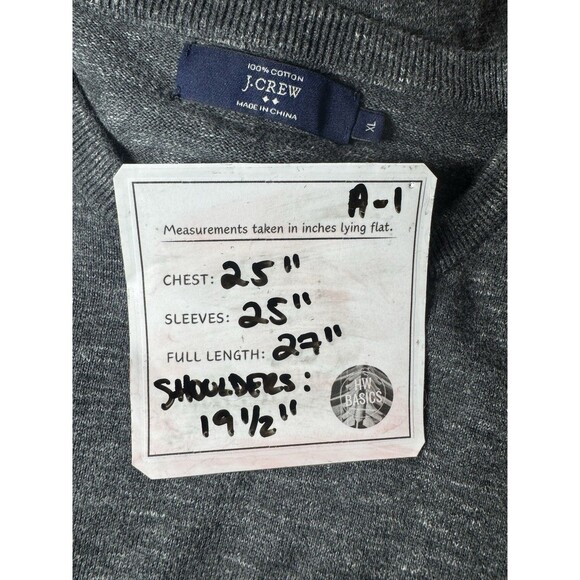 100% COTTON
J.CREW
MADE IN CHINA
XL
A-1
Measurements taken in inches lying flat.
CHEST: 25"
SLEEVES: 25"
FULL LENGTH: 27"
SHOULDERS:
19 1/2"
HW
BASICS